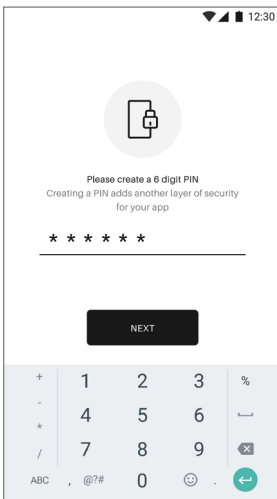 12:30
Please create a 6 digit PIN
Creating a PIN adds another layer of security
for your app
* * * * * *
NEXT
+ 1 2 3 %
-
4 5 6
*
/ 7 8 9
ABC , @?# 0 .